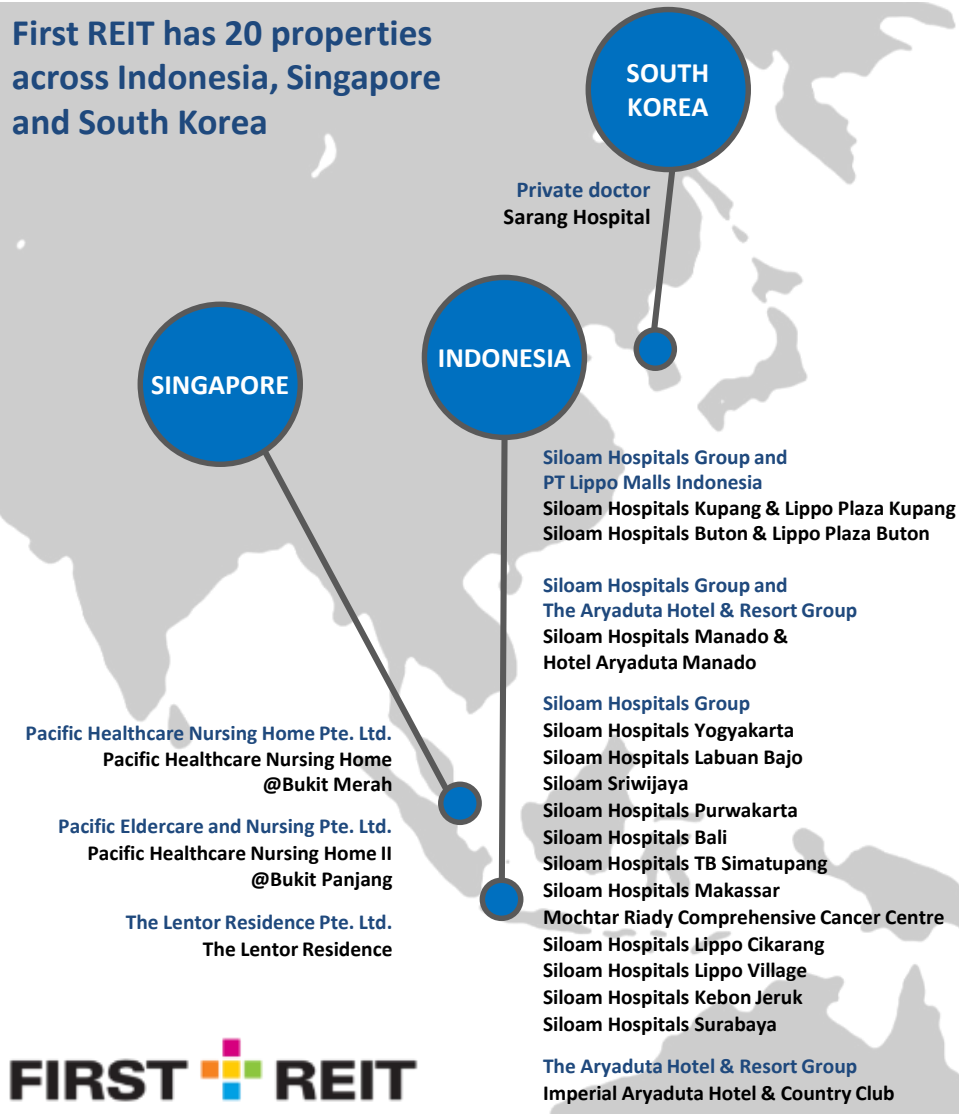 First REIT has 20 properties
across Indonesia, Singapore
and South Korea
SOUTH
KOREA
Private doctor
Sarang Hospital
INDONESIA
SINGAPORE
Siloam Hospitals Group and
PT Lippo Malls Indonesia
Siloam Hospitals Kupang & Lippo Plaza Kupang
Siloam Hospitals Buton & Lippo Plaza Buton
Siloam Hospitals Group and
The Aryaduta Hotel & Resort Group
Siloam Hospitals Manado &
Hotel Aryaduta Manado
Siloam Hospitals Group
Siloam Hospitals Yogyakarta
Siloam Hospitals Labuan Bajo
Siloam Sriwijaya
Siloam Hospitals Purwakarta
Siloam Hospitals Bali
Siloam Hospitals TB Simatupang
Siloam Hospitals Makassar
Mochtar Riady Comprehensive Cancer Centre
Siloam Hospitals Lippo Cikarang
Siloam Hospitals Lippo Village
Siloam Hospitals Kebon Jeruk
Siloam Hospitals Surabaya
The Aryaduta Hotel & Resort Group
Imperial Aryaduta Hotel & Country Club
Pacific Healthcare Nursing Home Pte. Ltd.
Pacific Healthcare Nursing Home
@Bukit Merah
Pacific Eldercare and Nursing Pte. Ltd.
Pacific Healthcare Nursing Home II
@Bukit Panjang
The Lentor Residence Pte. Ltd.
The Lentor Residence
FIRST REIT